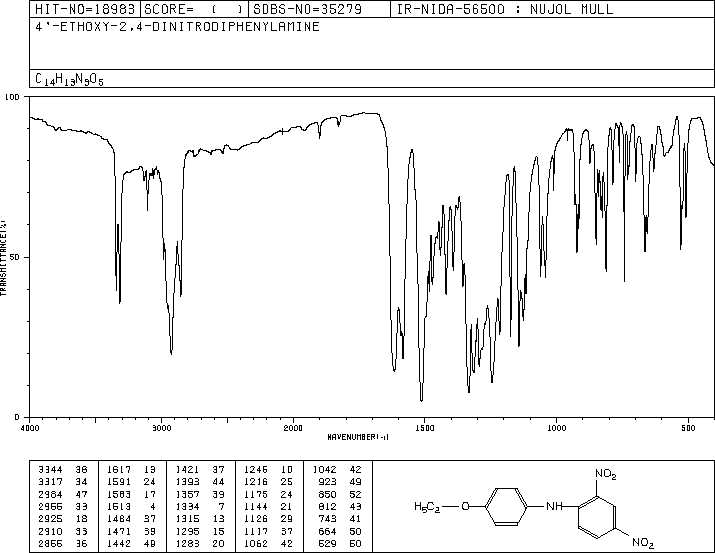 HIT-NO=18983 SCORE= ( ) SDBS-NO=35279 IR-NIDA-56500 : NUJOL MULL
4'-ETHOXY-2,4-DINITRODIPHENYLAMINE
C14H13N3O5
100
50
0
TRANSMITTANCE(%)
4000 3000 2000 1500 1000 500
WAVENUMBER(-1)
3344 36 1617 13 1421 37 1245 10 1042 42
3317 34 1591 24 1393 44 1216 25 923 49
2984 47 1583 17 1357 39 1175 24 850 52
2955 33 1513 4 1334 7 1144 21 812 43
2925 18 1464 37 1315 13 1126 29 743 41
2910 33 1471 39 1295 15 1117 37 664 50
2855 36 1442 49 1283 20 1062 42 529 50
NO2
H5C2 O NH
NO2